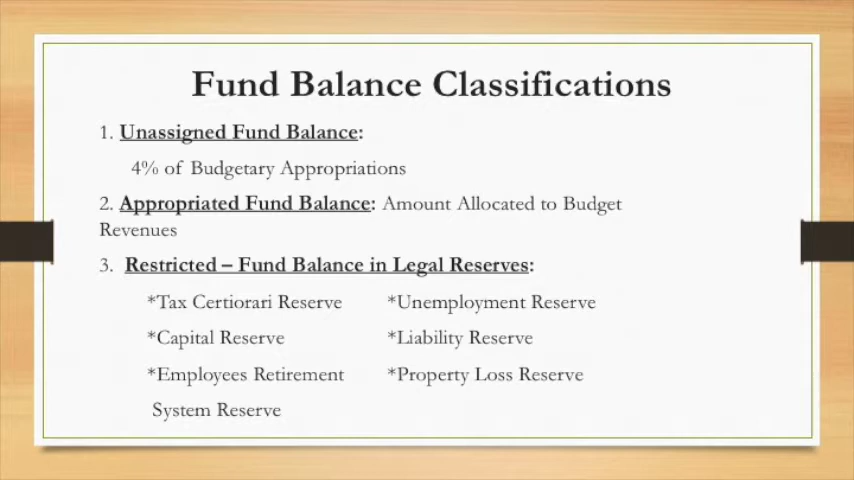 Fund Balance Classifications
1. Unassigned Fund Balance:
4% of Budgetary Appropriations
2. Appropriated Fund Balance: Amount Allocated to Budget
Revenues
3. Restricted – Fund Balance in Legal Reserves:
*Tax Certiorari Reserve *Unemployment Reserve
*Capital Reserve *Liability Reserve
*Employees Retirement *Property Loss Reserve
System Reserve